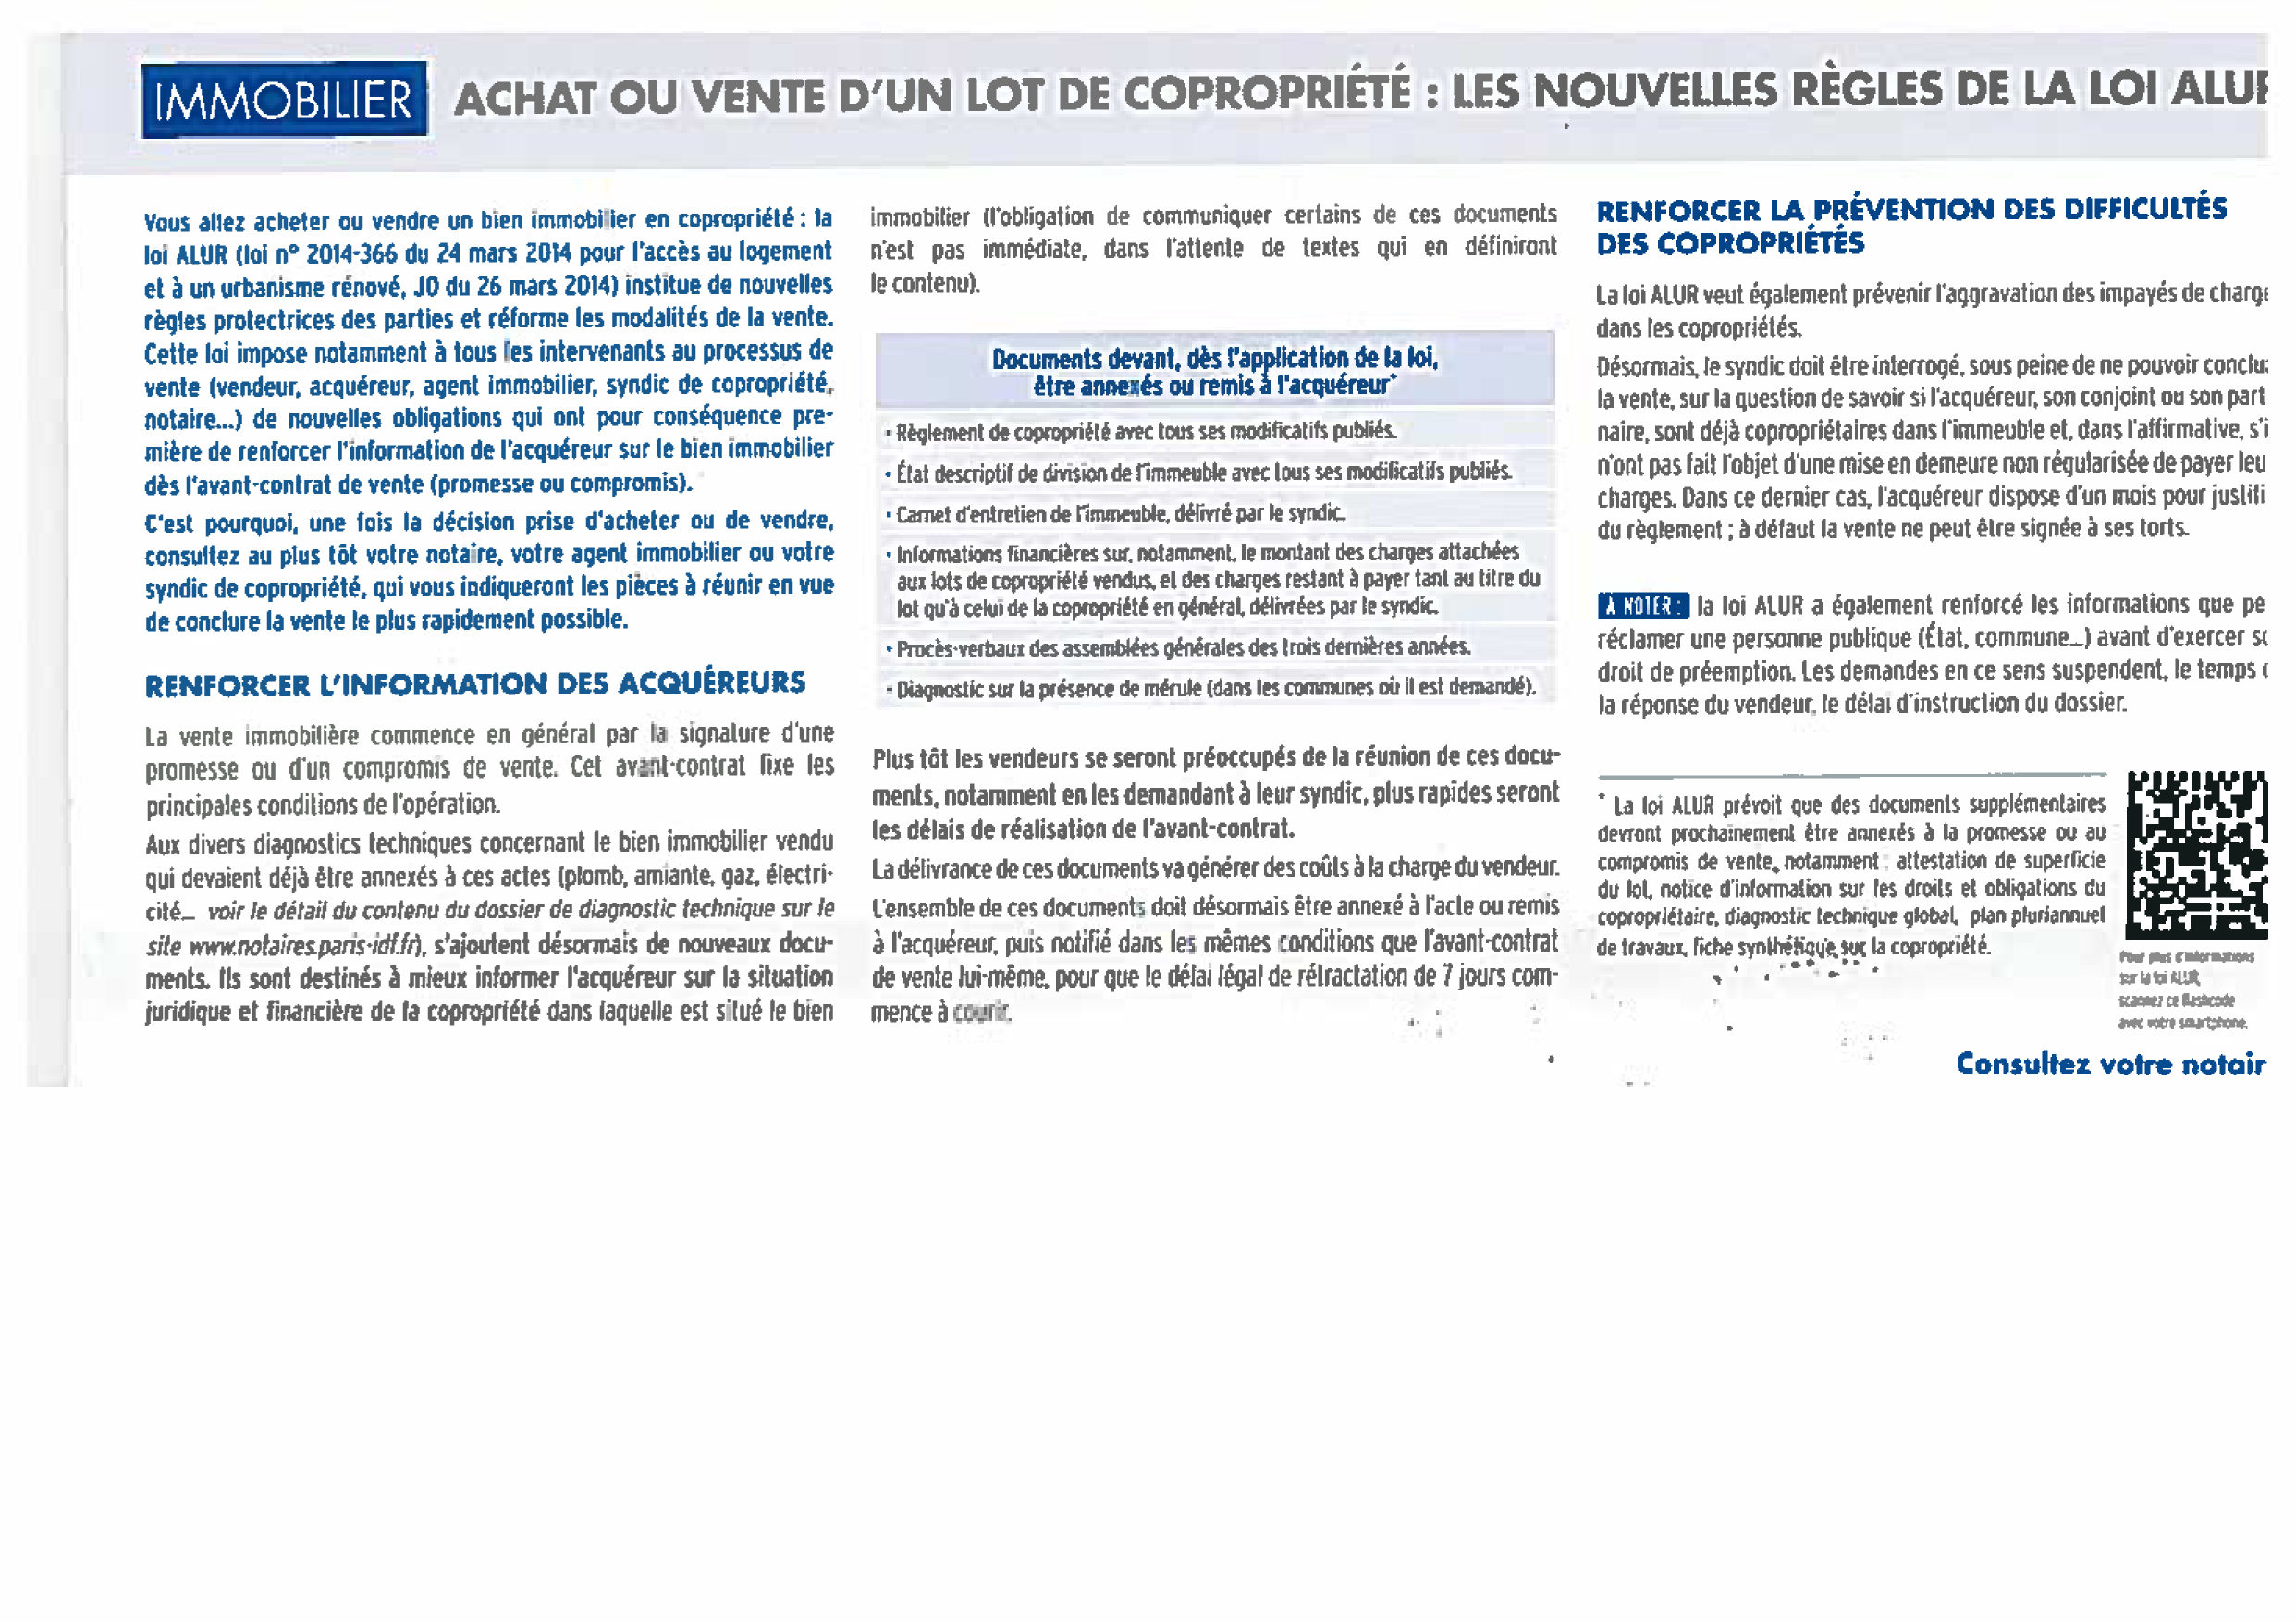 IMMOBILIER
ACHAT OU VENTE D'UN LOT DE COPROPRIÉTÉ : LES NOUVELLES RÈGLES DE LA LOI ALUR
Vous allez acheter ou vendre un bien immobilier en copropriété : la
loi ALUR (loi n° 2014-366 du 24 mars 2014 pour l'accès au logement
et à un urbanisme rénové, JO du 26 mars 2014) institue de nouvelles
règles protectrices des parties et réforme les modalités de la vente.
Cette loi impose notamment à tous les intervenants au processus de
vente (vendeur, acquéreur, agent immobilier, syndic de copropriété,
notaire...) de nouvelles obligations qui ont pour conséquence pre-
mière de renforcer l'information de l'acquéreur sur le bien immobilier
dès l'avant-contrat de vente (promesse ou compromis).
C'est pourquoi, une fois la décision prise d'acheter ou de vendre,
consultez au plus tôt votre notaire, votre agent immobilier ou votre
syndic de copropriété, qui vous indiqueront les pièces à réunir en vue
de conclure la vente le plus rapidement possible.
RENFORCER L'INFORMATION DES ACQUÉREURS
La vente immobilière commence en général par la signature d'une
promesse ou d'un compromis de vente. Cet avant-contrat fixe les
principales conditions de l'opération.
Aux divers diagnostics techniques concernant le bien immobilier vendu
qui devaient déjà être annexés à ces actes (plomb, amiante, gaz, électri-
cité... voir le détail du contenu du dossier de diagnostic technique sur le
site www.notaires.paris-idf.fr), s'ajoutent désormais de nouveaux docu-
ments. Ils sont destinés à mieux informer l'acquéreur sur la situation
juridique et financière de la copropriété dans laquelle est situé le bien
immobilier (l'obligation de communiquer certains de ces documents
n'est pas immédiate, dans l'attente de textes qui en définiront
le contenu).
Documents devant, dès l'application de la loi,
être annexés ou remis à l'acquéreur*
• Règlement de copropriété avec tous ses modificatifs publiés.
• État descriptif de division de l'immeuble avec tous ses modificatifs publiés.
• Carnet d'entretien de l'immeuble, délivré par le syndic.
• Informations financières sur, notamment, le montant des charges attachées
aux lots de copropriété vendus, et des charges restant à payer tant au titre du
lot qu'à celui de la copropriété en général, délivrées par le syndic.
• Procès-verbaux des assemblées générales des trois dernières années.
• Diagnostic sur la présence de mérule (dans les communes où il est demandé).
Plus tôt les vendeurs se seront préoccupés de la réunion de ces docu-
ments, notamment en les demandant à leur syndic, plus rapides seront
les délais de réalisation de l'avant-contrat.
La délivrance de ces documents va générer des coûts à la charge du vendeur.
L'ensemble de ces documents doit désormais être annexé à l'acte ou remis
à l'acquéreur, puis notifié dans les mêmes conditions que l'avant-contrat
de vente lui-même, pour que le délai légal de rétractation de 7 jours com-
mence à courir.
RENFORCER LA PRÉVENTION DES DIFFICULTÉS
DES COPROPRIÉTÉS
La loi ALUR veut également prévenir l'aggravation des impayés de charge
dans les copropriétés.
Désormais, le syndic doit être interrogé, sous peine de ne pouvoir conclu
la vente, sur la question de savoir si l'acquéreur, son conjoint ou son part
naire, sont déjà copropriétaires dans l'immeuble et, dans l'affirmative, s'i
n'ont pas fait l'objet d'une mise en demeure non régularisée de payer leu
charges. Dans ce dernier cas, l'acquéreur dispose d'un mois pour justifi
du règlement ; à défaut la vente ne peut être signée à ses torts.
À NOTER : la loi ALUR a également renforcé les informations que pe
réclamer une personne publique (État, commune...) avant d'exercer so
droit de préemption. Les demandes en ce sens suspendent, le temps
la réponse du vendeur, le délai d'instruction du dossier.
* La loi ALUR prévoit que des documents supplémentaires
devront prochainement être annexés à la promesse ou au
compromis de vente, notamment : attestation de superficie
du lot, notice d'information sur les droits et obligations du
copropriétaire, diagnostic technique global, plan pluriannuel
de travaux, fiche synthétique sur la copropriété.
Pour plus d'informations
sur la loi ALUR,
scannez ce flashcode
avec votre smartphone.
Consultez votre notair